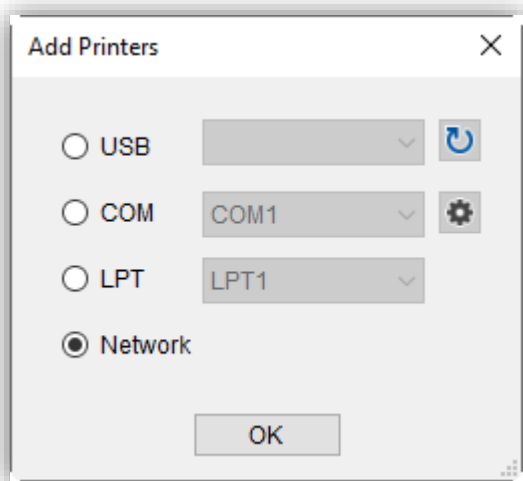 Add Printers
USB
COM COM1
LPT LPT1
Network
OK